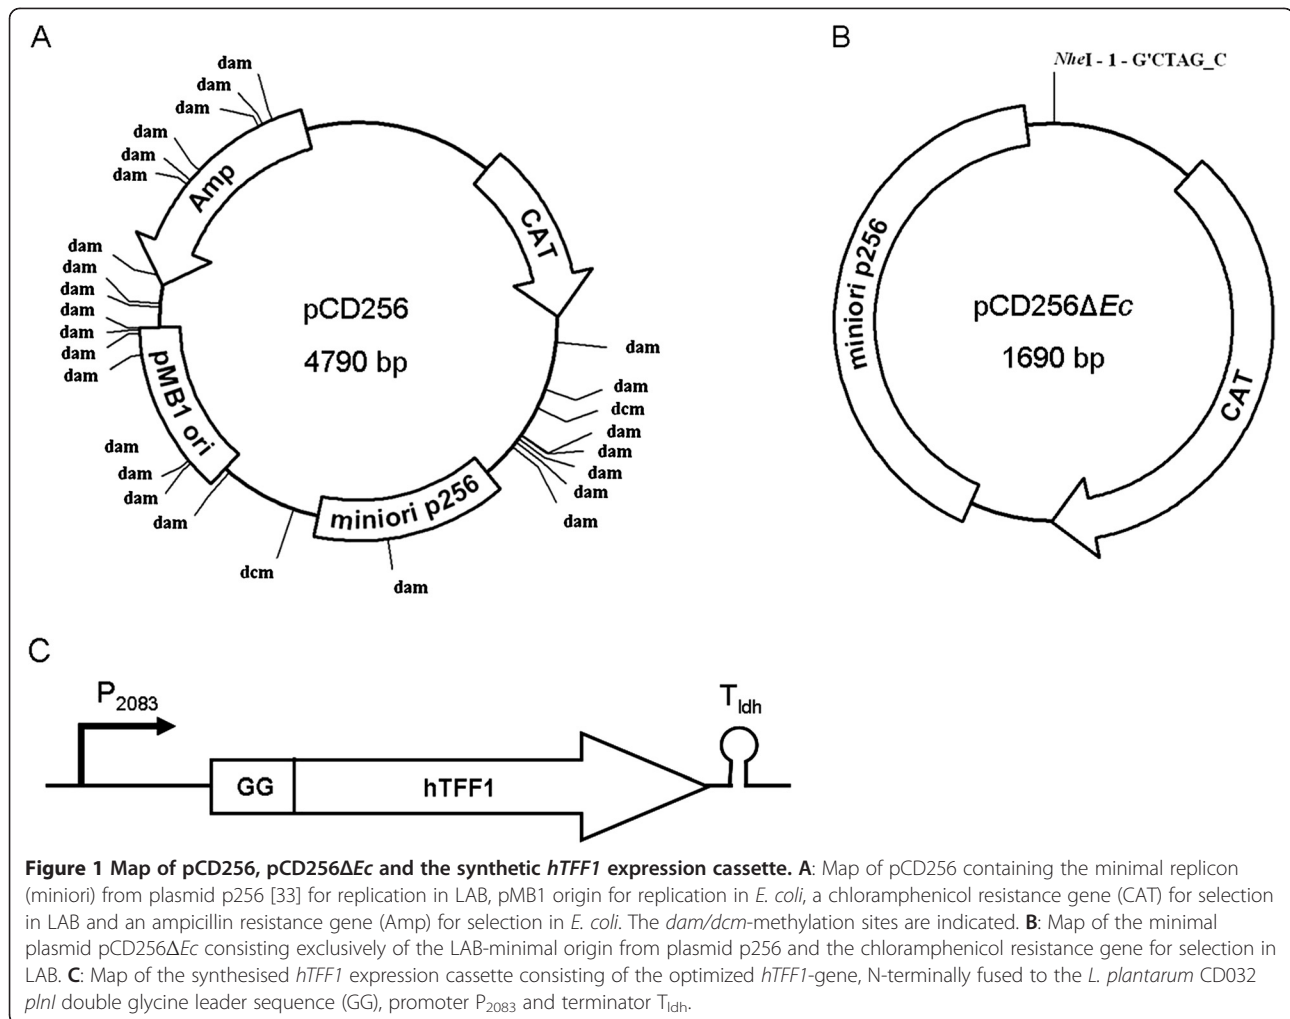 A
dam
dam
dam
dam
dam
dam
Amp
CAT
dam
dam
dam
dam
dam
dam
dam
pCD256
4790 bp
dam
dam
dcm
dam
dam
dam
dam
dam
pMB1 ori
dam
dam
dam
dam
miniori p256
dcm
dam
B
NheI - 1 - G'CTAG_C
miniori p256
pCD256ΔEc
1690 bp
CAT
C
P2083
Tldh
GG
hTFF1
Figure 1 Map of pCD256, pCD256ΔEc and the synthetic hTFF1 expression cassette. A: Map of pCD256 containing the minimal replicon
(miniori) from plasmid p256 [33] for replication in LAB, pMB1 origin for replication in E. coli, a chloramphenicol resistance gene (CAT) for selection
in LAB and an ampicillin resistance gene (Amp) for selection in E. coli. The dam/dcm-methylation sites are indicated. B: Map of the minimal
plasmid pCD256ΔEc consisting exclusively of the LAB-minimal origin from plasmid p256 and the chloramphenicol resistance gene for selection in
LAB. C: Map of the synthesised hTFF1 expression cassette consisting of the optimized hTFF1-gene, N-terminally fused to the L. plantarum CD032
plnI double glycine leader sequence (GG), promoter P2083 and terminator Tldh.